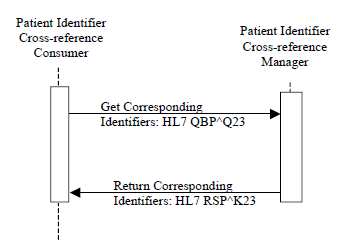 Patient Identifier
Cross-reference
Consumer
Patient Identifier
Cross-reference
Manager
Get Corresponding
Identifiers: HL7 QBP^Q23
Return Corresponding
Identifiers: HL7 RSP^K23